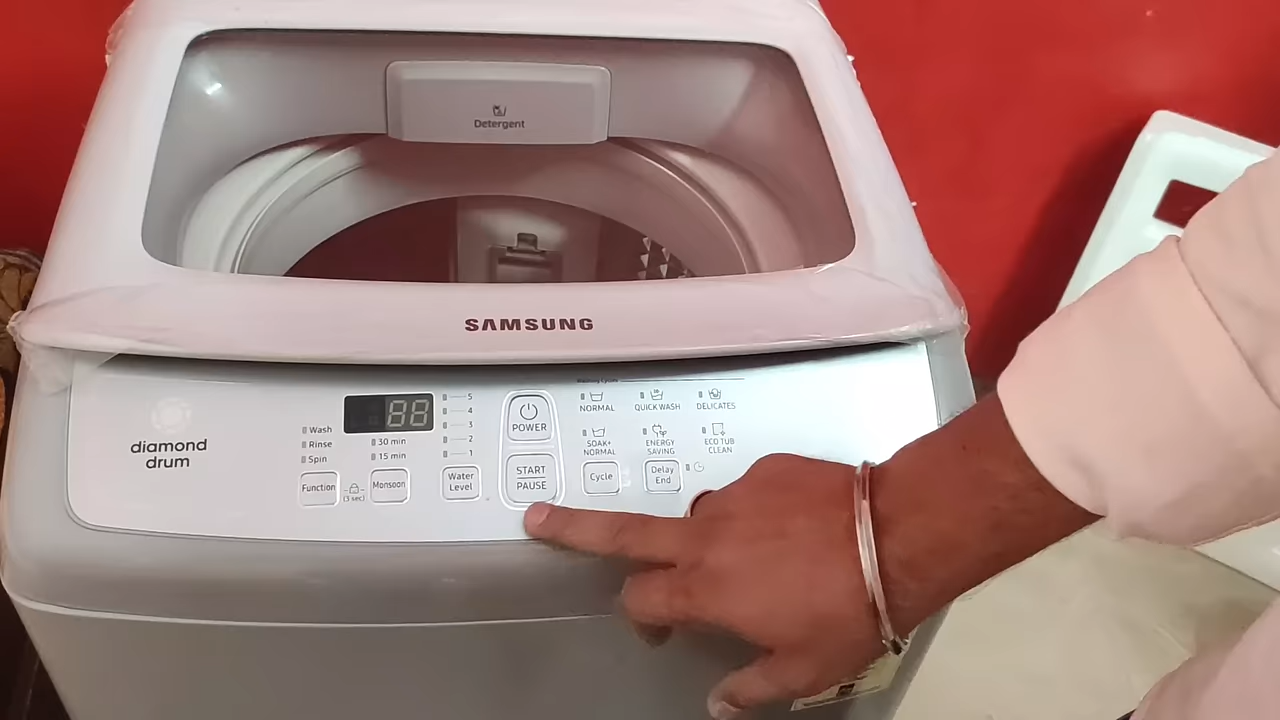 Detergent
SAMSUNG
diamond
drum
Wash
Rinse
Spin
88
30 min
15 min
5
4
3
2
1
POWER
START
PAUSE
Function
(3 sec)
Monsoon
Water
Level
Washing Cycles
NORMAL
QUICK WASH
DELICATES
SOAK+
NORMAL
ENERGY
SAVING
ECO TUB
CLEAN
Cycle
Delay
End